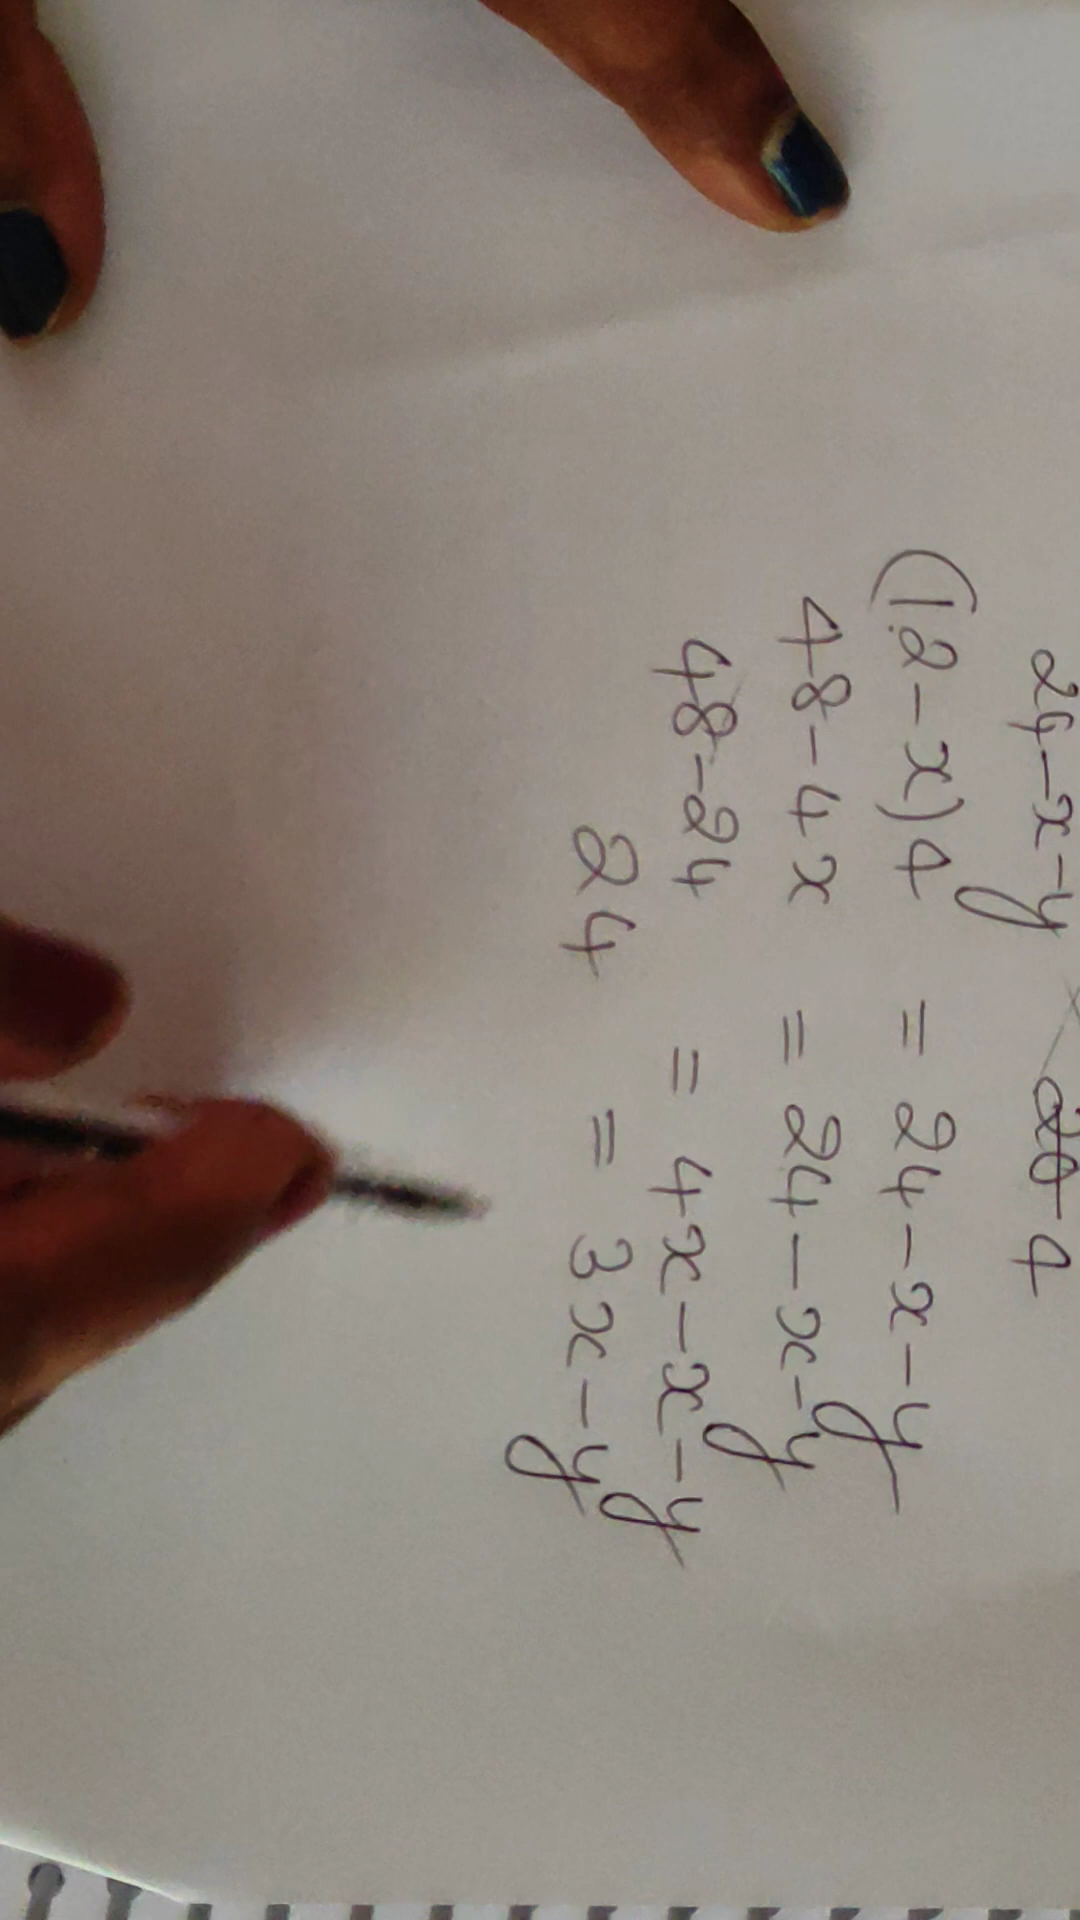 24-x-y 4
(12-x)4 = 24-x-y
48-4x = 24-x-y
48-24 = 4x-x-y
24 = 3x-y